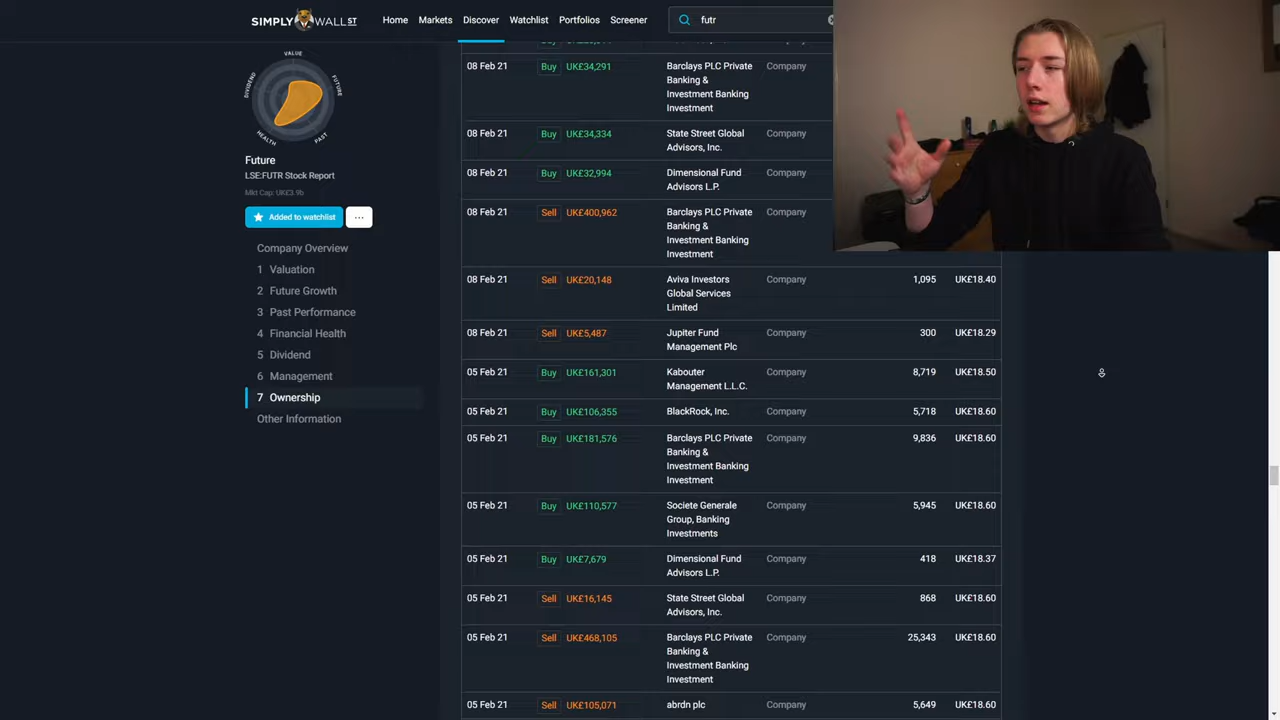 SIMPLY WALL ST
Home Markets Discover Watchlist Portfolios Screener
futr
VALUE
FUTURE
PAST
HEALTH
DIVIDEND
Future
LSE:FUTR Stock Report
Mkt Cap: UK£3.9b
Added to watchlist
...
Company Overview
1 Valuation
2 Future Growth
3 Past Performance
4 Financial Health
5 Dividend
6 Management
7 Ownership
Other Information
08 Feb 21 Buy UK£34,291 Barclays PLC Private Company
Banking &
Investment Banking
Investment
08 Feb 21 Buy UK£34,334 State Street Global Company
Advisors, Inc.
08 Feb 21 Buy UK£32,994 Dimensional Fund Company
Advisors L.P.
08 Feb 21 Sell UK£400,962 Barclays PLC Private Company
Banking &
Investment Banking
Investment
08 Feb 21 Sell UK£20,148 Aviva Investors Company 1,095 UK£18.40
Global Services
Limited
08 Feb 21 Sell UK£5,487 Jupiter Fund Company 300 UK£18.29
Management Plc
05 Feb 21 Buy UK£161,301 Kabouter Company 8,719 UK£18.50
Management L.L.C.
05 Feb 21 Buy UK£106,355 BlackRock, Inc. Company 5,718 UK£18.60
05 Feb 21 Buy UK£181,576 Barclays PLC Private Company 9,836 UK£18.60
Banking &
Investment Banking
Investment
05 Feb 21 Buy UK£110,577 Societe Generale Company 5,945 UK£18.60
Group, Banking
Investments
05 Feb 21 Buy UK£7,679 Dimensional Fund Company 418 UK£18.37
Advisors L.P.
05 Feb 21 Sell UK£16,145 State Street Global Company 868 UK£18.60
Advisors, Inc.
05 Feb 21 Sell UK£468,105 Barclays PLC Private Company 25,343 UK£18.60
Banking &
Investment Banking
Investment
05 Feb 21 Sell UK£105,071 abrdn plc Company 5,649 UK£18.60